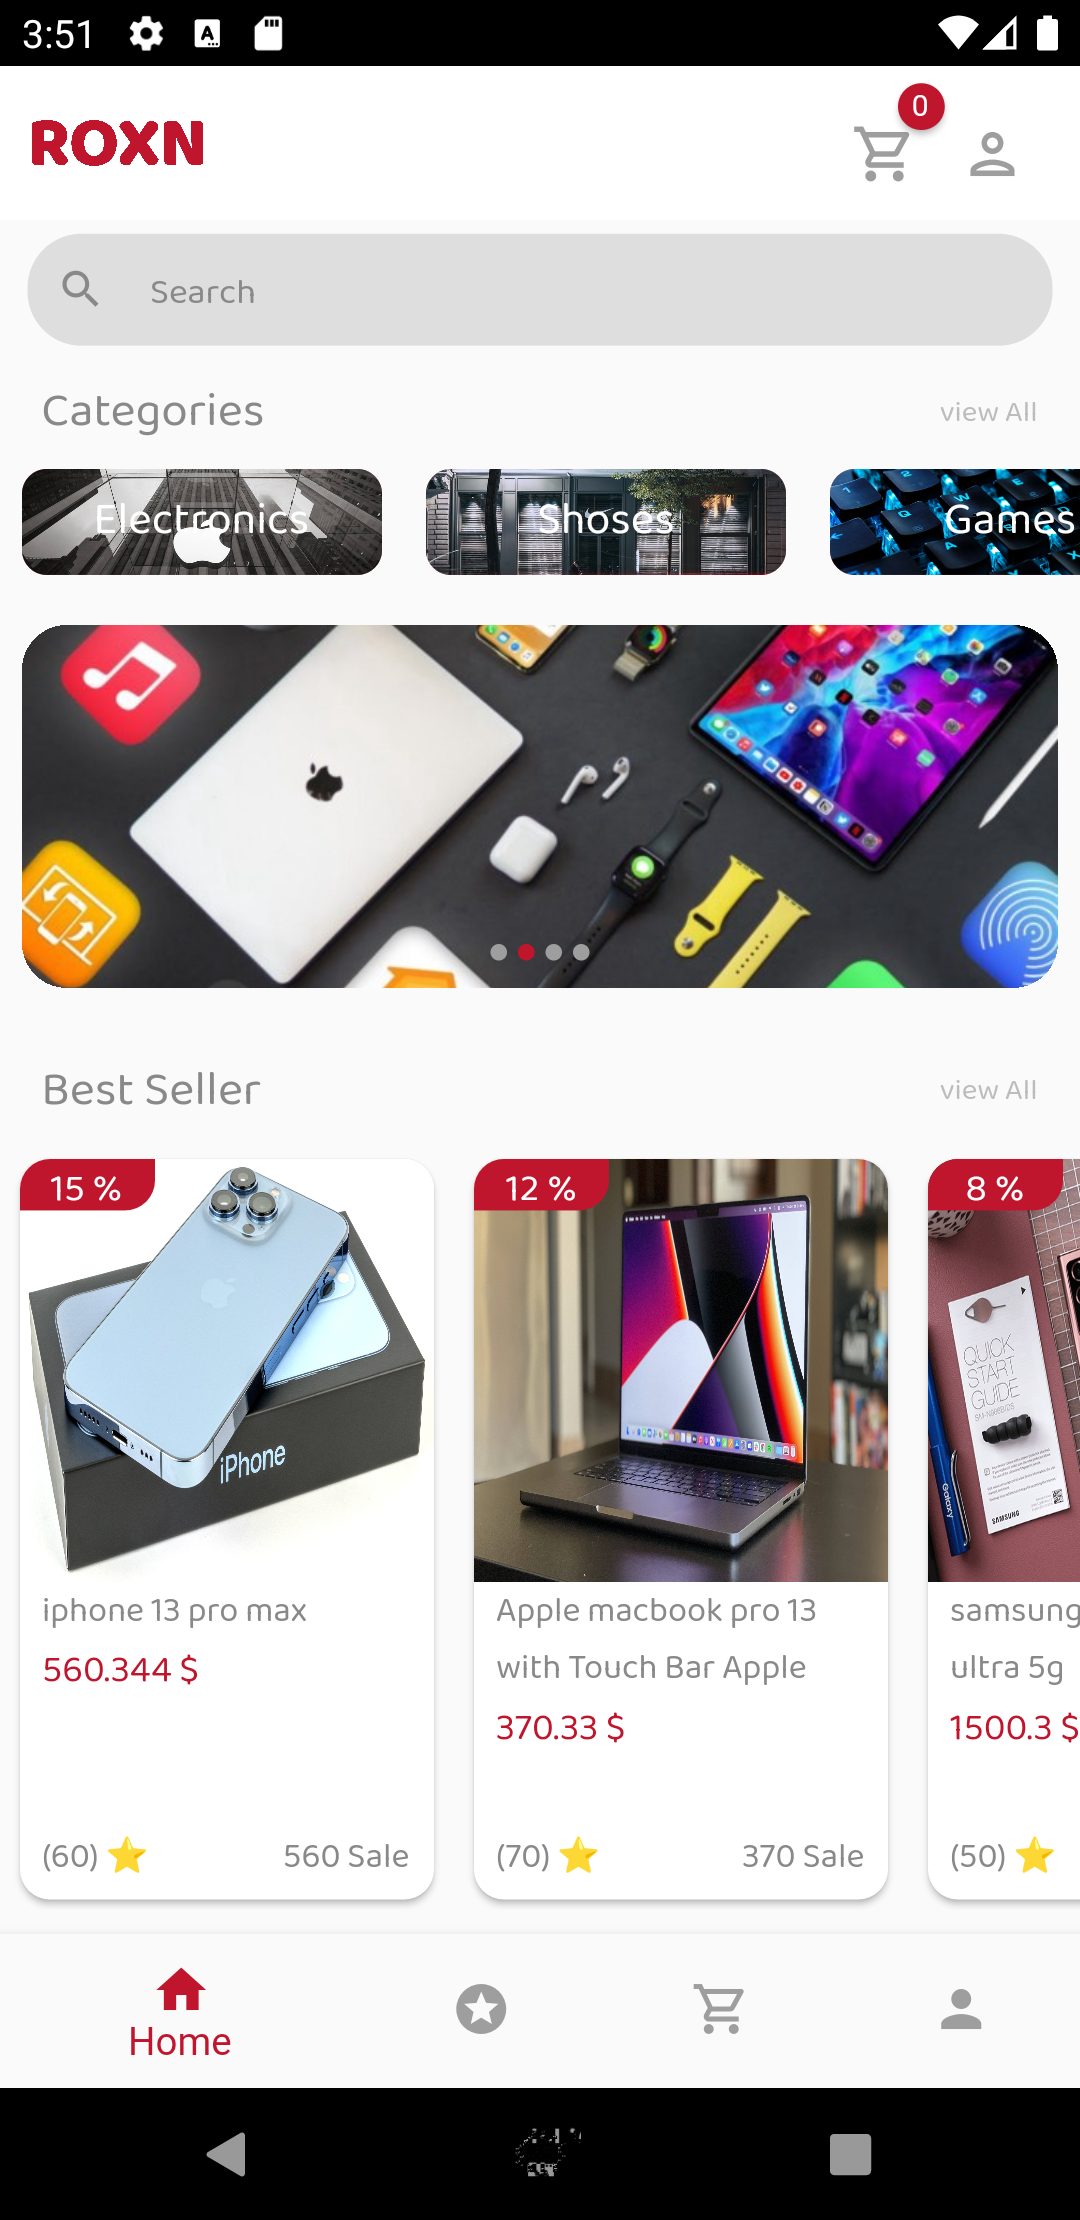 3:51
ROXN
0
Search
Categories
view All
Electronics
Shoses
Games
Best Seller
view All
15 %
12 %
8 %
iPhone
QUICK
START
GUIDE
SAMSUNG
Galaxy
iphone 13 pro max
560.344 $
Apple macbook pro 13
with Touch Bar Apple
370.33 $
samsung
ultra 5g
1500.3 $
(60) ⭐ 560 Sale
(70) ⭐ 370 Sale
(50) ⭐
Home